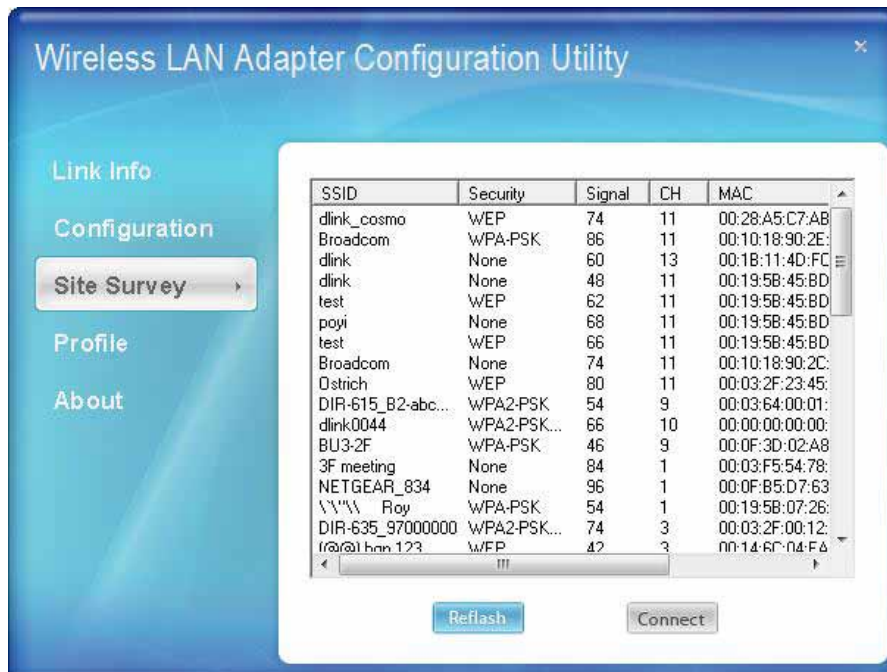 Wireless LAN Adapter Configuration Utility
Link Info
Configuration
Site Survey
Profile
About
SSID Security Signal CH MAC
dlink_cosmo WEP 74 11 00:28:A5:C7:AB
Broadcom WPA-PSK 86 11 00:10:18:90:2E:
dlink None 60 13 00:1B:11:4D:FC
dlink None 48 11 00:19:5B:45:BD
test WEP 62 11 00:19:5B:45:BD
poyi None 68 11 00:19:5B:45:BD
test WEP 66 11 00:19:5B:45:BD
Broadcom None 74 11 00:10:18:90:2C:
Ostrich WEP 80 11 00:03:2F:23:45:
DIR-615_B2-abc... WPA2-PSK 54 9 00:03:64:00:01:
dlink0044 WPA2-PSK... 66 10 00:00:00:00:00:
BU3-2F WPA-PSK 46 9 00:0F:3D:02:A8
3F meeting None 84 1 00:03:F5:54:78:
NETGEAR_834 None 96 1 00:0F:B5:D7:63
Roy WPA-PSK 54 1 00:19:5B:07:26:
DIR-635_97000000 WPA2-PSK... 74 3 00:03:2F:00:12:
bgn 123 WEP 42 3 00:14:6C:04:FA
Reflash
Connect